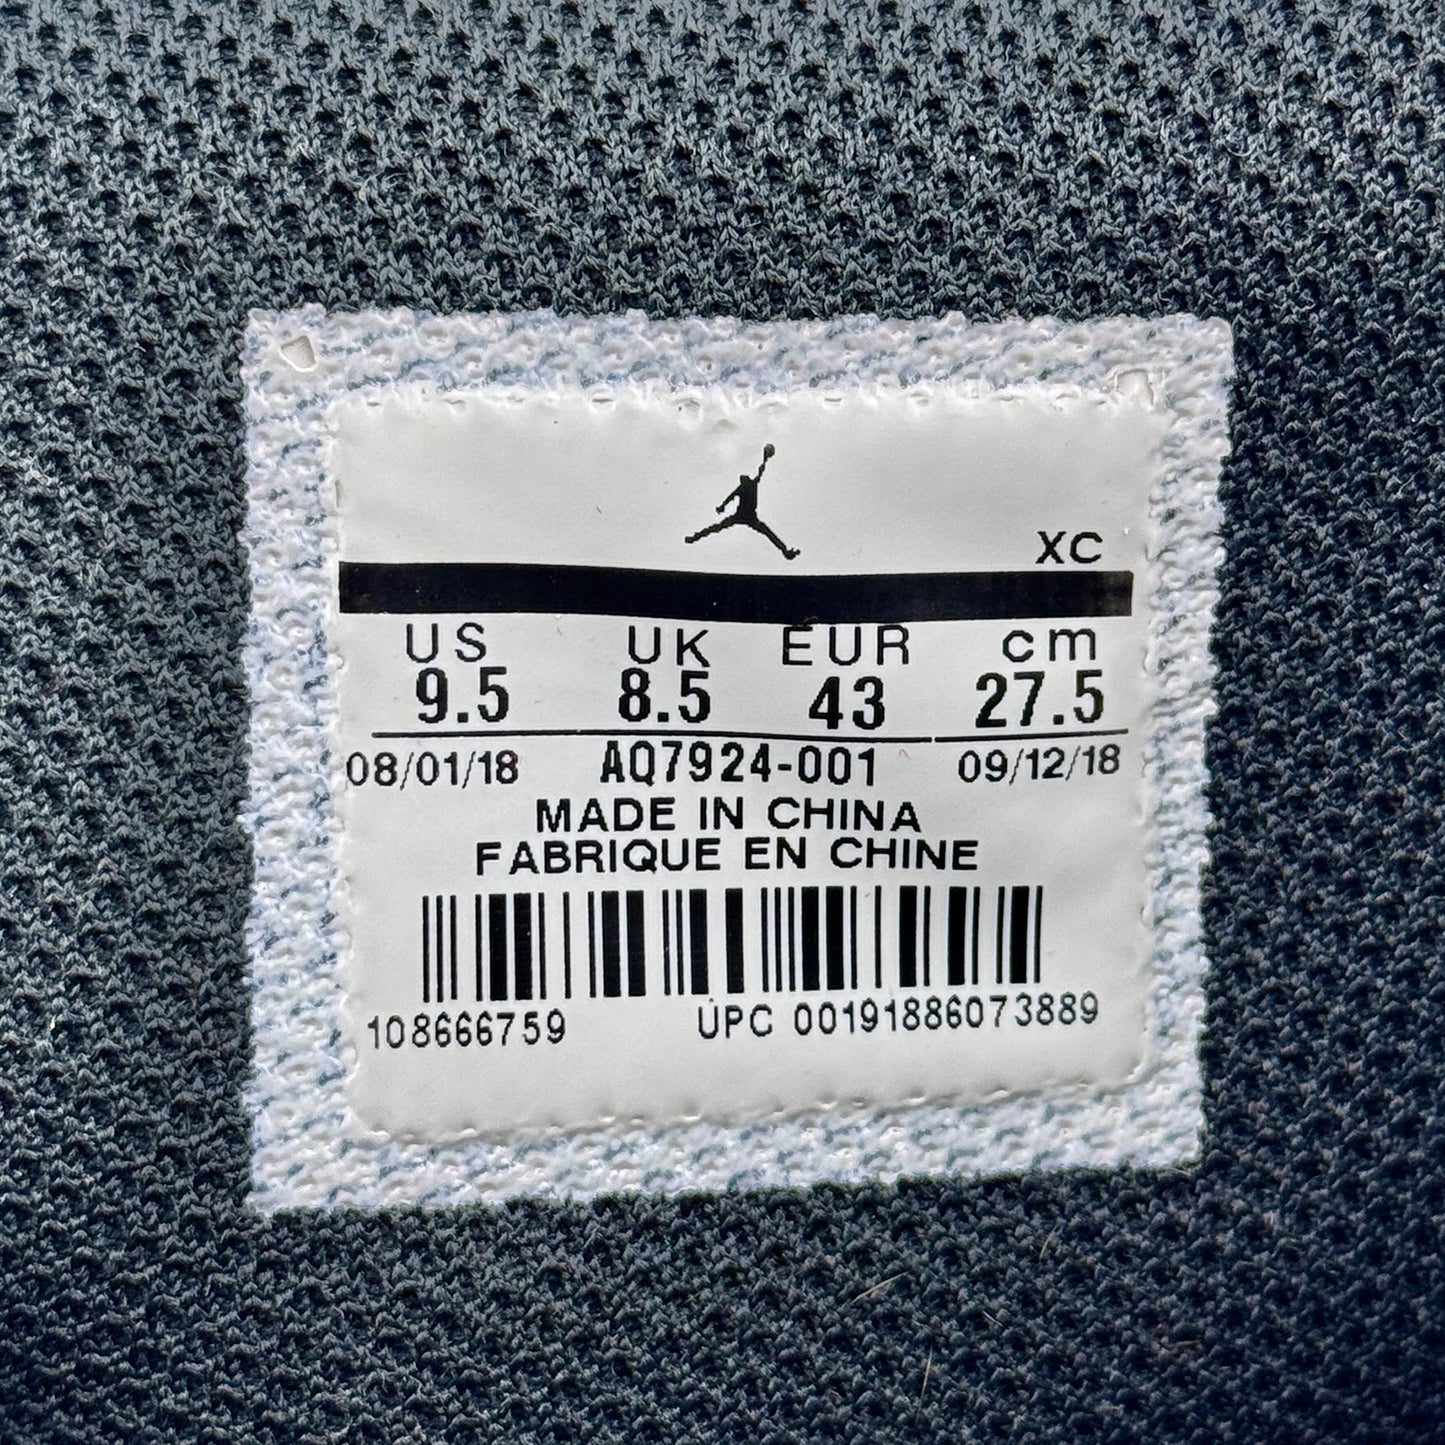 XC
US UK EUR cm
9.5 8.5 43 27.5
08/01/18 AQ7924-001 09/12/18
MADE IN CHINA
FABRIQUE EN CHINE
108666759 UPC 00191886073889